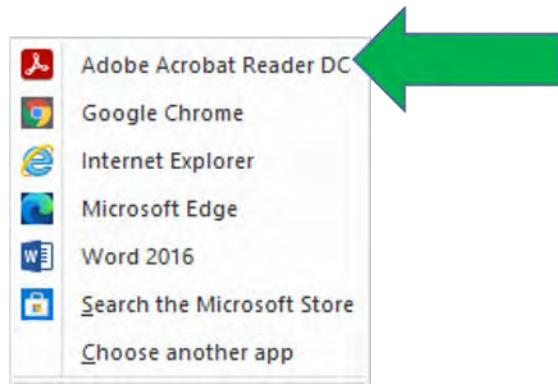 Adobe Acrobat Reader DC
Google Chrome
Internet Explorer
Microsoft Edge
Word 2016
Search the Microsoft Store
Choose another app